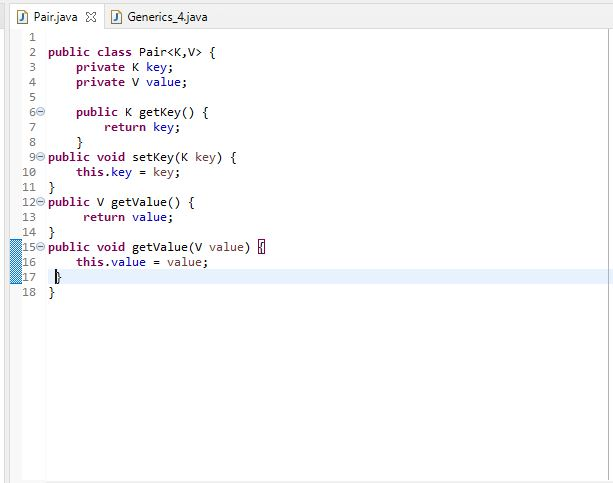 Pair.java Generics_4.java
1
2 public class Pair<K,V> {
3     private K key;
4     private V value;
5
6     public K getKey() {
7         return key;
8     }
9 public void setKey(K key) {
10     this.key = key;
11 }
12 public V getValue() {
13      return value;
14 }
15 public void getValue(V value) {
16     this.value = value;
17  }
18 }